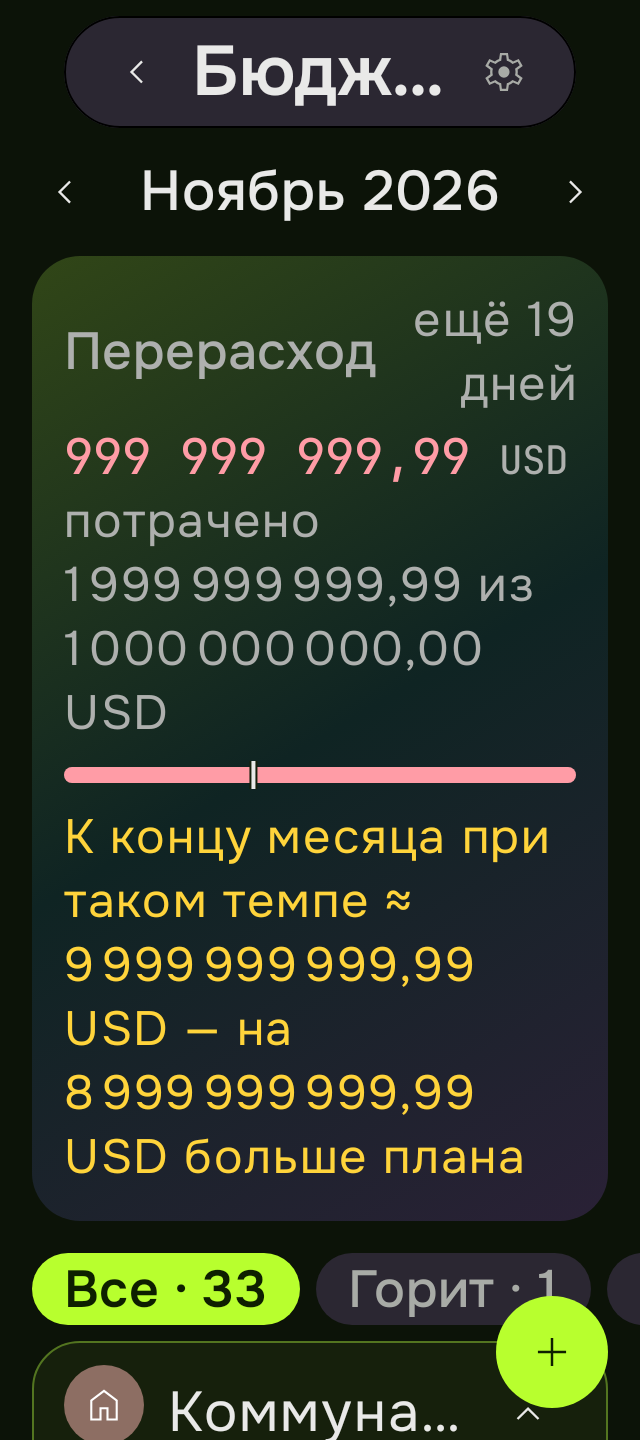 Бюдж...
Ноябрь 2026
Перерасход
ещё 19
дней
999 999 999,99 USD
потрачено
1 999 999 999,99 из
1 000 000 000,00
USD
К концу месяца при
таком темпе ≈
9 999 999 999,99
USD — на
8 999 999 999,99
USD больше плана
Все · 33
Горит · 1
Коммуна...